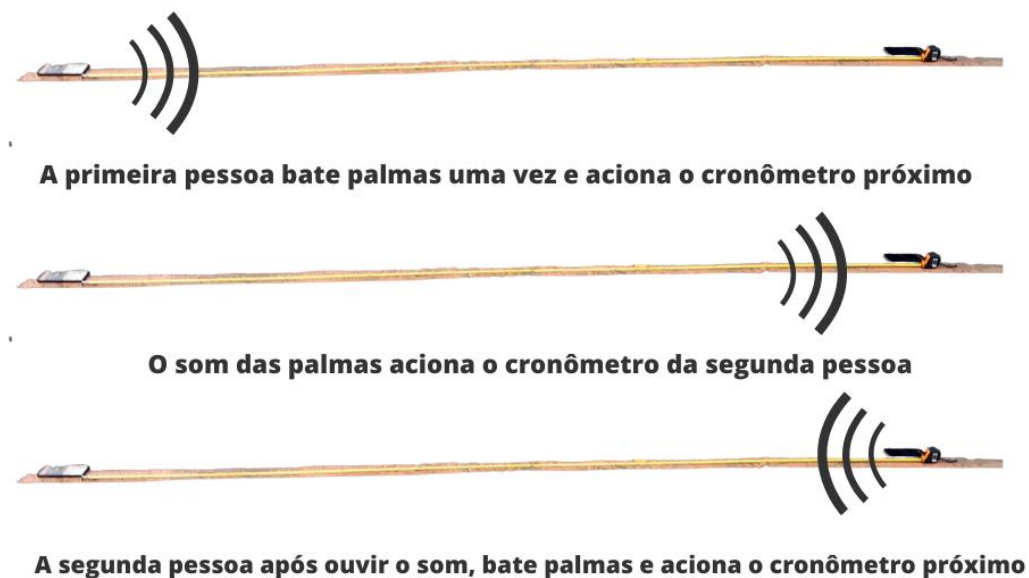 A primeira pessoa bate palmas uma vez e aciona o cronômetro próximo
O som das palmas aciona o cronômetro da segunda pessoa
A segunda pessoa após ouvir o som, bate palmas e aciona o cronômetro próximo